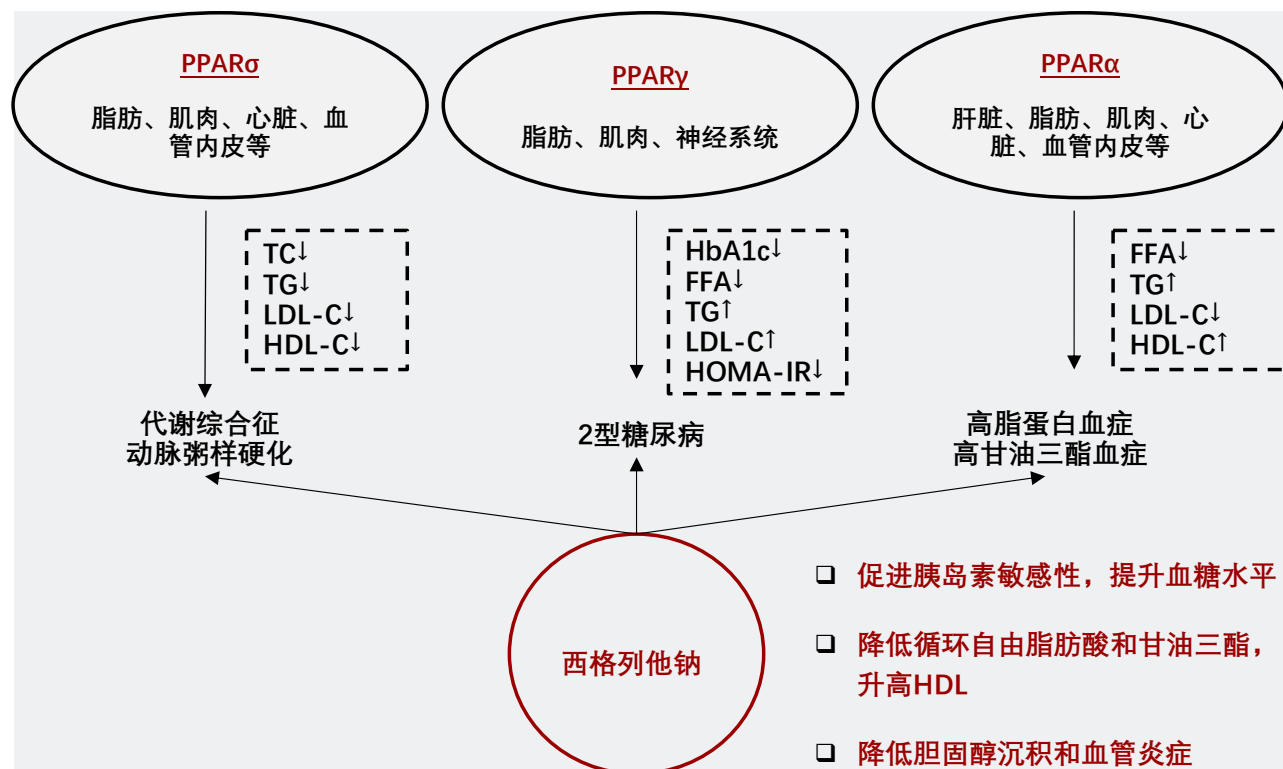 PPARσ
脂肪、肌肉、心脏、血
管内皮等
PPARγ
脂肪、肌肉、神经系统
PPARα
肝脏、脂肪、肌肉、心
脏、血管内皮等
TC↓
TG↓
LDL-C↓
HDL-C↓
HbA1c↓
FFA↓
TG↑
LDL-C↑
HOMA-IR↓
FFA↓
TG↑
LDL-C↓
HDL-C↑
代谢综合征
动脉粥样硬化
2型糖尿病
高脂蛋白血症
高甘油三酯血症
西格列他钠
促进胰岛素敏感性，提升血糖水平
降低循环自由脂肪酸和甘油三酯，
升高HDL
降低胆固醇沉积和血管炎症